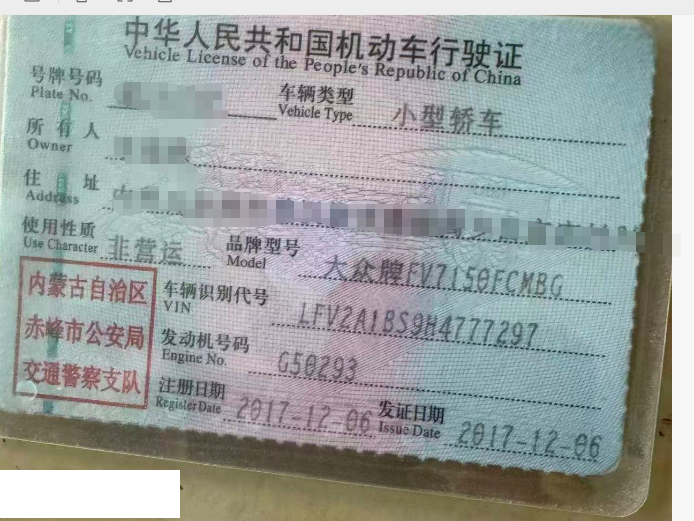 中华人民共和国机动车行驶证
Vehicle License of the People's Republic of China
号牌号码
Plate No.
车辆类型 小型轿车
Vehicle Type
所有人
Owner
住址
Address
使用性质 非营运
Use Character
品牌型号 大众牌FV7150FCMBG
Model
车辆识别代号 LFV2A1BS9H4777297
VIN
发动机号码 G50293
Engine No.
注册日期 2017-12-06
Register Date
发证日期 2017-12-06
Issue Date
内蒙古自治区
赤峰市公安局
交通警察支队